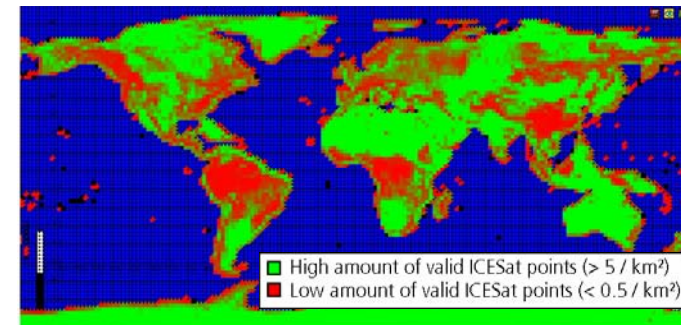 High amount of valid ICESat points (> 5 / km²)
Low amount of valid ICESat points (< 0.5 / km²)